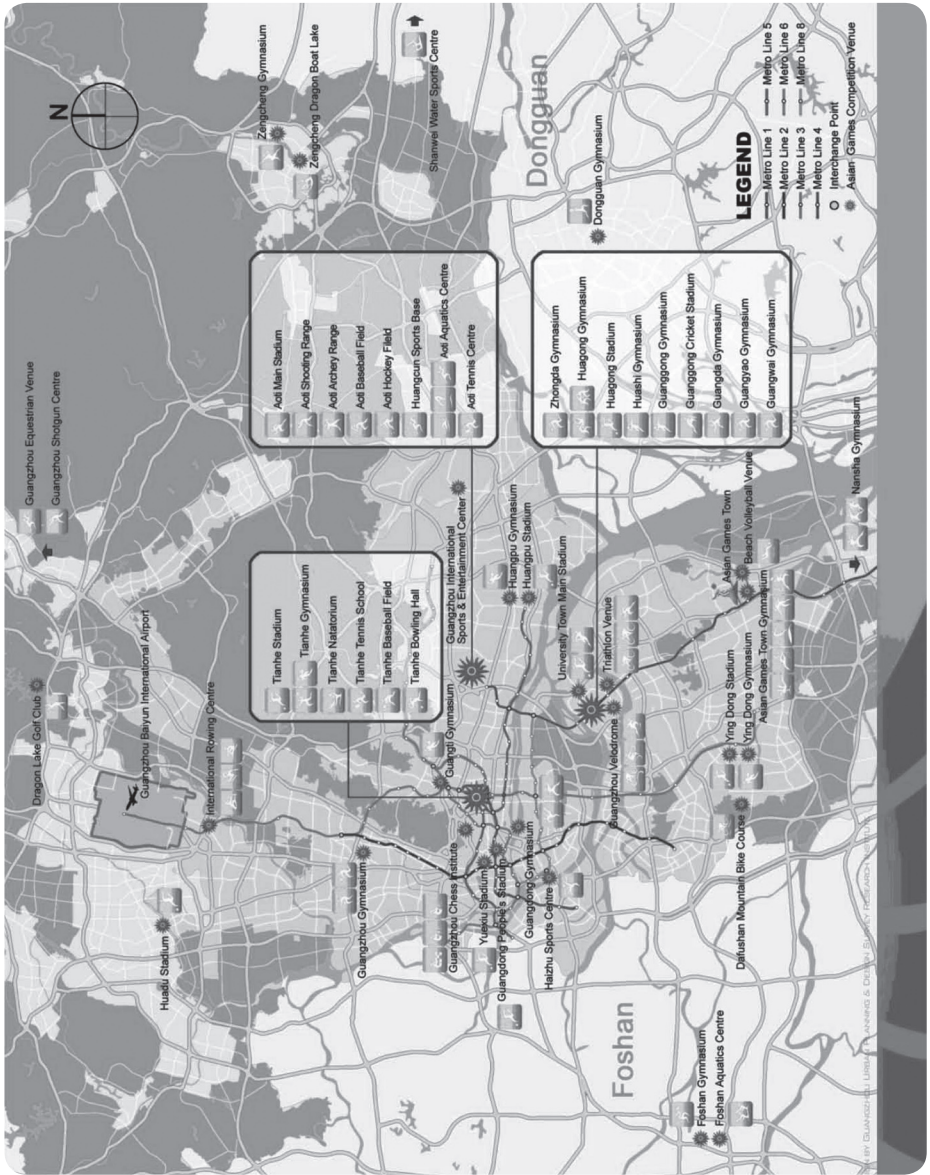 Guangzhou Equestrian Venue
Guangzhou Shotgun Centre
Dragon Lake Golf Club
Guangzhou Baiyun International Airport
International Rowing Centre
Huadu Stadium
Guangzhou Gymnasium
N
Zengcheng Gymnasium
Zengcheng Dragon Boat Lake
Shanwei Water Sports Centre
Tianhe Stadium
Tianhe Gymnasium
Tianhe Natatorium
Tianhe Tennis School
Tianhe Baseball Field
Tianhe Bowling Hall
Aoti Main Stadium
Aoti Shooting Range
Aoti Archery Range
Aoti Baseball Field
Aoti Hockey Fileld
Huangcun Sports Base
Aoti Aquatics Centre
Aoti Tennis Centre
Guangti Gymnasium
Guangzhou International
Sports & Entertainment Center
Guangzhou Chess Institute
Yuexiu Stadium
Guangdong People's Stadium
Guangdong Gymnasium
Haizhu Sports Centre
Huangpu Gymnasium
Huangpu Stadium
University Town Main Stadium
Triathlon Venue
Guangzhou Velodrome
Zhongda Gymnasium
Huagong Gymnasium
Huagong Stadium
Huashi Gymnasium
Guanggong Gymnasium
Guanggong Cricket Stadium
Guangda Gymnasium
Guangyao Gymnasium
Guangwai Gymnasium
Dongguan
Dongguan Gymnasium
Foshan
Foshan Gymnasium
Foshan Aquatics Centre
Dafushan Mountain Bike Course
Ying Dong Stadium
Ying Dong Gymnasium
Asian Games Town Gymnasium
Asian Games Town
Beach Volleyball Venue
Nansha Gymnasium
LEGEND
Metro Line 1
Metro Line 2
Metro Line 3
Metro Line 4
Metro Line 5
Metro Line 6
Metro Line 8
Interchange Point
Asian Games Competition Venue
BY GUANGZHOU URBAN PLANNING & DESIGN SURVEY RESEARCH INSTITUTE